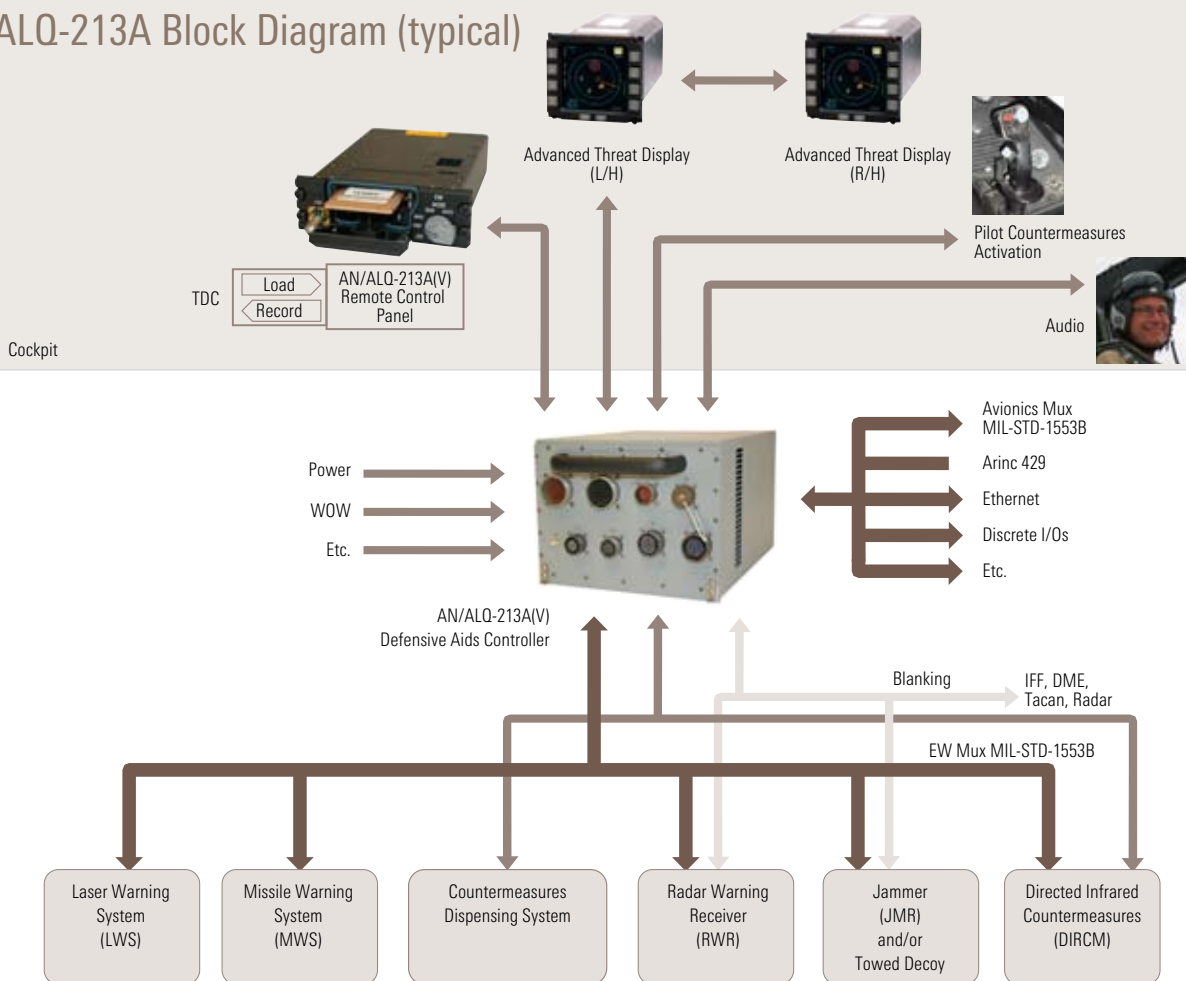 ALQ-213A Block Diagram (typical)
Advanced Threat Display
(L/H)
Advanced Threat Display
(R/H)
Pilot Countermeasures
Activation
TDC
Load
Record
AN/ALQ-213A(V)
Remote Control
Panel
Audio
Cockpit
Power
WOW
Etc.
Avionics Mux
MIL-STD-1553B
Arinc 429
Ethernet
Discrete I/Os
Etc.
AN/ALQ-213A(V)
Defensive Aids Controller
Blanking
IFF, DME,
Tacan, Radar
EW Mux MIL-STD-1553B
Laser Warning
System
(LWS)
Missile Warning
System
(MWS)
Countermeasures
Dispensing System
Radar Warning
Receiver
(RWR)
Jammer
(JMR)
and/or
Towed Decoy
Directed Infrared
Countermeasures
(DIRCM)